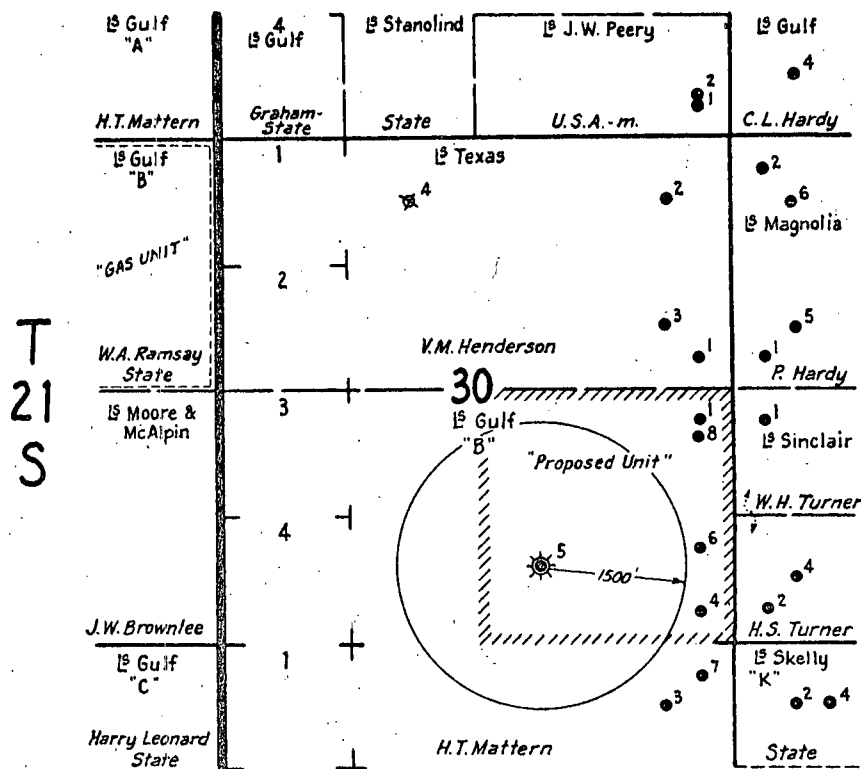 Ls Gulf
"A"
H.T. Mattern
4
Ls Gulf
Graham-
State
Ls Stanolind
State
Ls J.W. Peery
2
1
U.S.A.-m.
Ls Gulf
4
C.L. Hardy
Ls Gulf
"B"
"GAS UNIT"
W.A. Ramsay
State
1
2
Ls Texas
4
2
3
1
V.M. Henderson
2
6
Ls Magnolia
5
1
P. Hardy
T
21
S
30
Ls Moore &
McAlpin
J.W. Brownlee
3
4
Ls Gulf
"B"
"Proposed Unit"
1
8
5
1500'
6
4
1
Ls Sinclair
W.H. Turner
4
2
H.S. Turner
Ls Gulf
"C"
Harry Leonard
State
1
7
3
H.T. Mattern
Ls Skelly
"K"
2
4
State